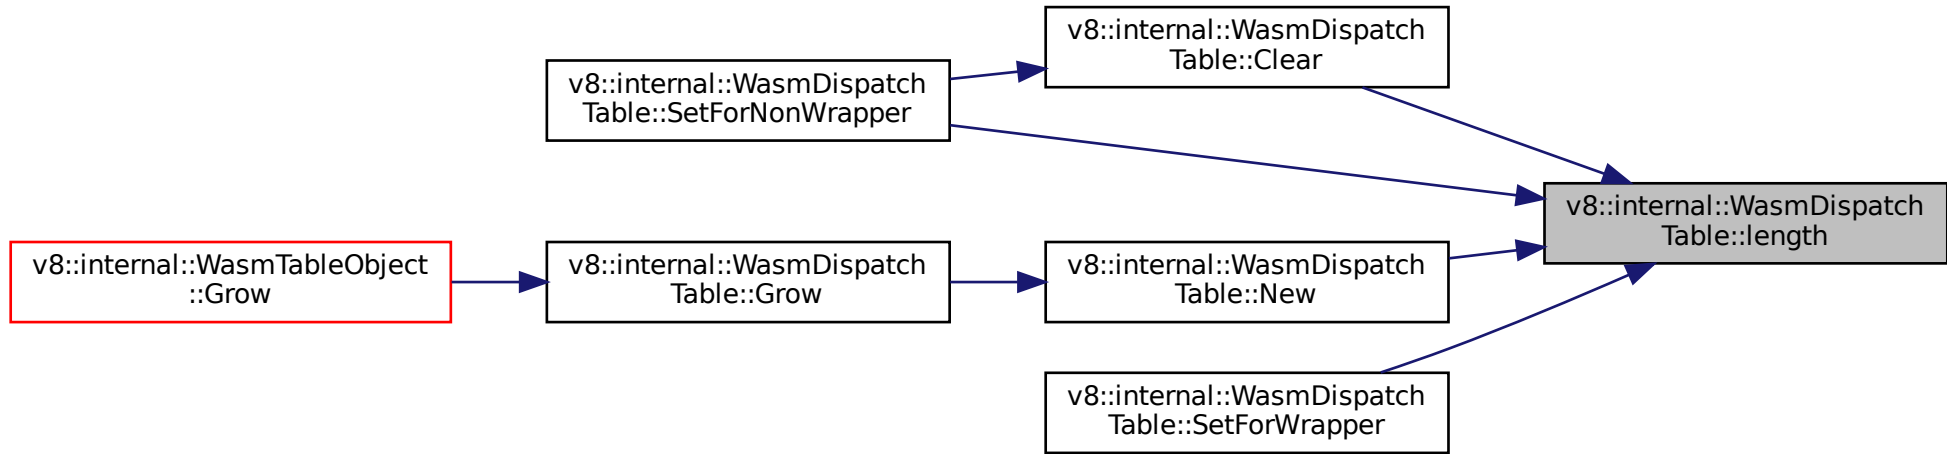 v8::internal::WasmDispatch
Table::Clear
v8::internal::WasmDispatch
Table::SetForNonWrapper
v8::internal::WasmDispatch
Table::length
v8::internal::WasmTableObject
::Grow
v8::internal::WasmDispatch
Table::Grow
v8::internal::WasmDispatch
Table::New
v8::internal::WasmDispatch
Table::SetForWrapper